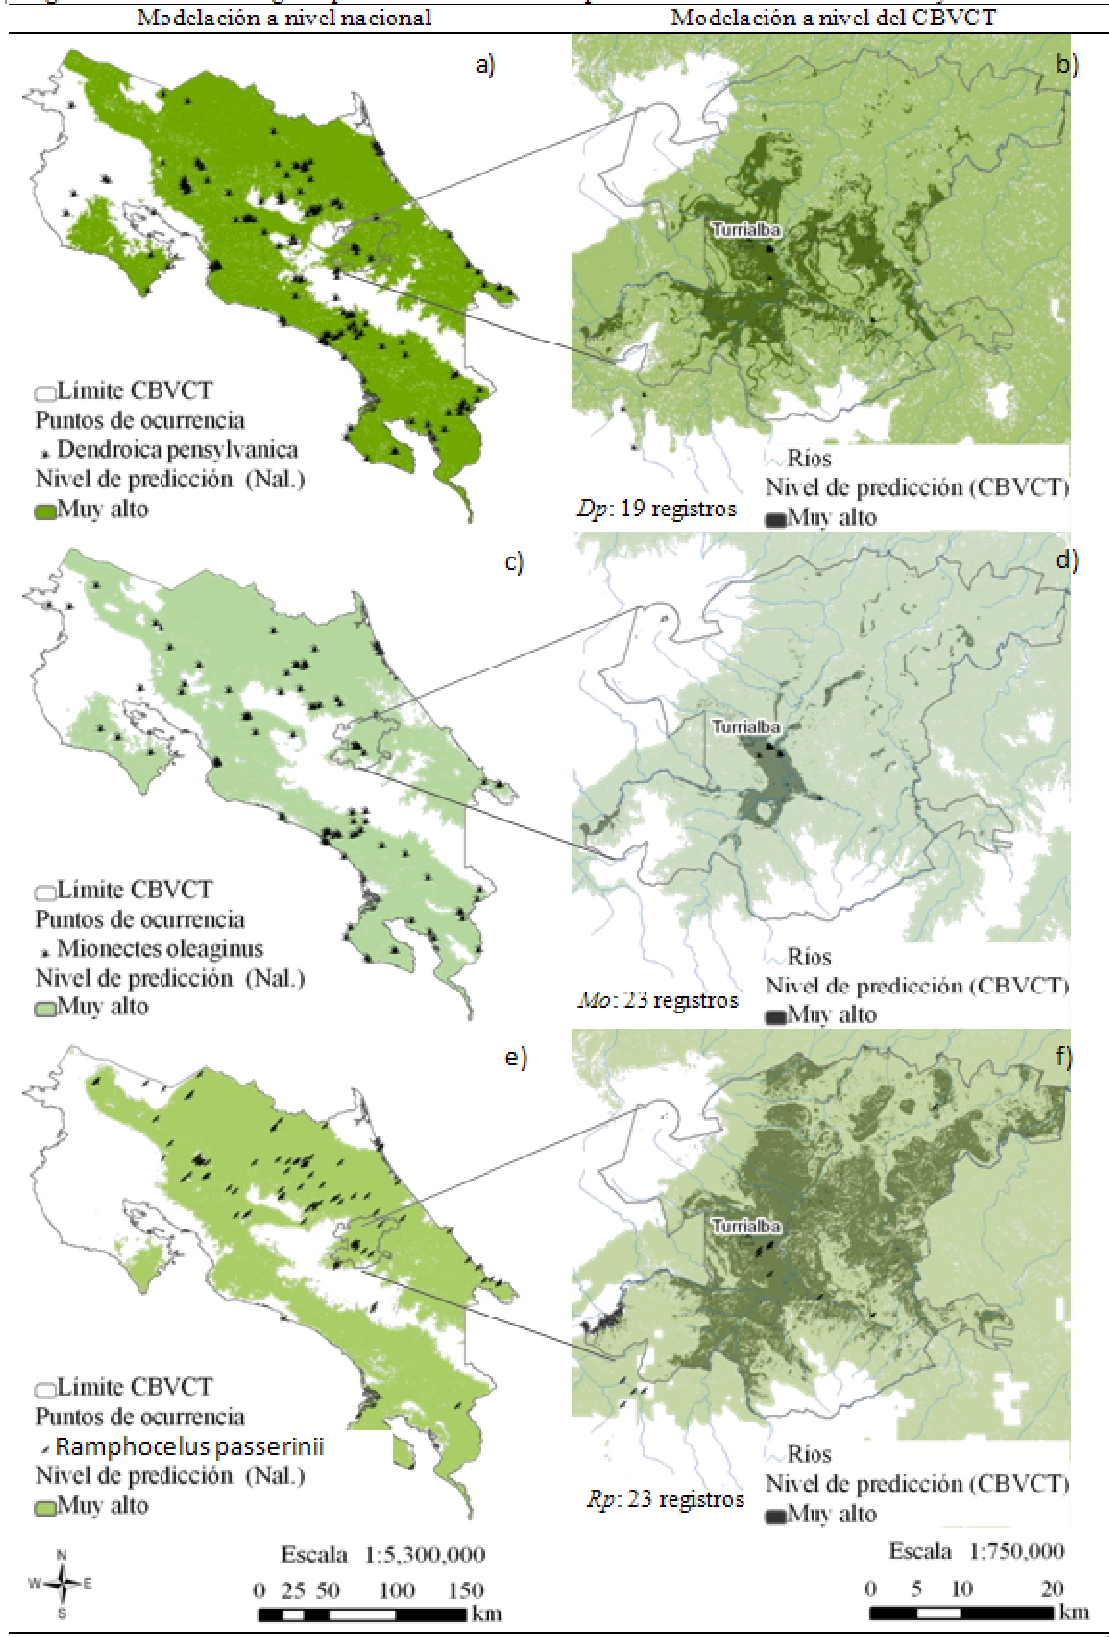 Modelación a nivel nacional
Modelación a nivel del CBVCT
a)
Límite CBVCT
Puntos de ocurrencia
Dendroica pensylvanica
Nivel de predicción (Nal.)
Muy alto
b)
Turrialba
Ríos
Nivel de predicción (CBVCT)
Dp: 19 registros
Muy alto
c)
Límite CBVCT
Puntos de ocurrencia
Mionectes oleaginus
Nivel de predicción (Nal.)
Muy alto
d)
Turrialba
Ríos
Nivel de predicción (CBVCT)
Mo: 23 registros
Muy alto
e)
Límite CBVCT
Puntos de ocurrencia
Ramphocelus passerinii
Nivel de predicción (Nal.)
Muy alto
f)
Turrialba
Ríos
Nivel de predicción (CBVCT)
Rp: 23 registros
Muy alto
N
W E
S
Escala 1:5,300,000
0 25 50 100 150
km
Escala 1:750,000
0 5 10 20
km